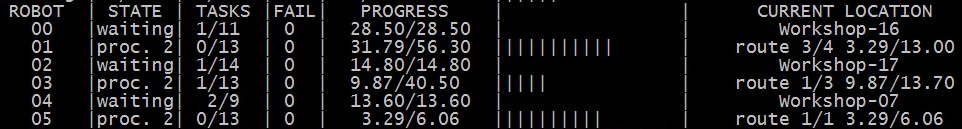 ROBOT | STATE | TASKS |FAIL| PROGRESS | | CURRENT LOCATION
00 |waiting| 1/11 |0 | 28.50/28.50 | | Workshop-16
01 |proc. 2| 0/13 |0 | 31.79/56.30 ||||||||||||| | route 3/4 3.29/13.00
02 |waiting| 1/14 |0 | 14.80/14.80 | | Workshop-17
03 |proc. 2| 1/13 |0 | 9.87/40.50 |||||| | route 1/3 9.87/13.70
04 |waiting| 2/9 |0 | 13.60/13.60 | | Workshop-07
05 |proc. 2| 0/13 |0 | 3.29/6.06 |||||||||||| | route 1/1 3.29/6.06